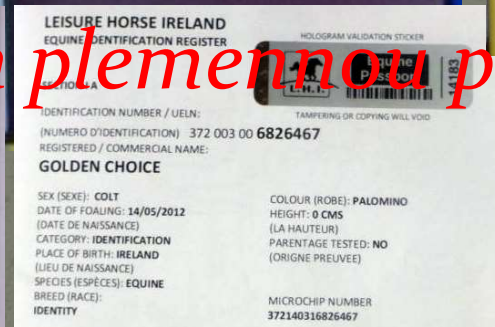 LEISURE HORSE IRELAND
EQUINE IDENTIFICATION REGISTER
HOLOGRAM VALIDATION STICKER
plemennou p
Equine
Passport
L.H.I.
14183
SECTION A
TAMPERING OR COPYING WILL VOID
IDENTIFICATION NUMBER / UELN:
(NUMERO D'IDENTIFICATION) 372 003 00 6826467
REGISTERED / COMMERCIAL NAME:
GOLDEN CHOICE
SEX (SEXE): COLT
DATE OF FOALING: 14/05/2012
(DATE DE NAISSANCE)
CATEGORY: IDENTIFICATION
PLACE OF BIRTH: IRELAND
(LIEU DE NAISSANCE)
SPECIES (ESPÈCES): EQUINE
BREED (RACE):
IDENTITY
COLOUR (ROBE): PALOMINO
HEIGHT: 0 CMS
(LA HAUTEUR)
PARENTAGE TESTED: NO
(ORIGNE PREUVEE)
MICROCHIP NUMBER
372140316826467